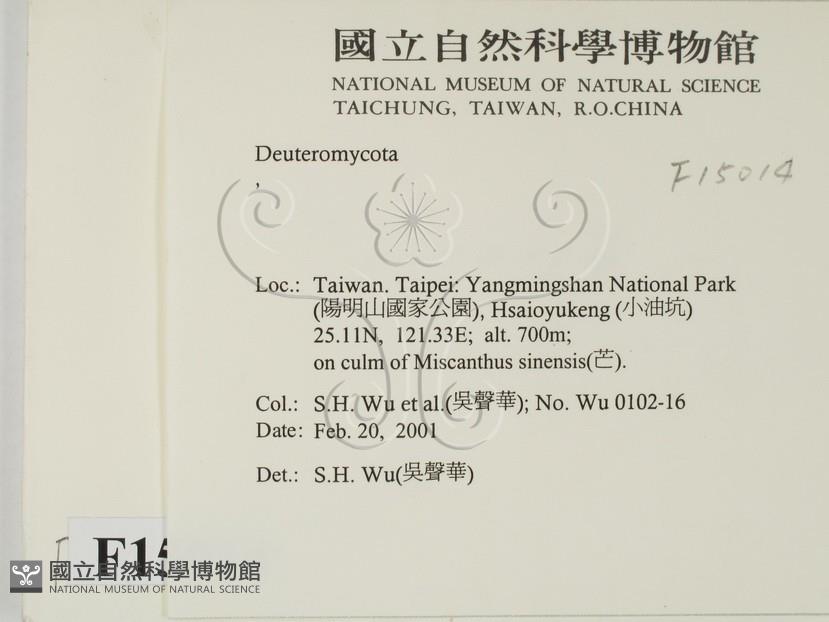 國立自然科學博物館
NATIONAL MUSEUM OF NATURAL SCIENCE
TAICHUNG, TAIWAN, R.O.CHINA
Deuteromycota
F15014
,
Loc.: Taiwan. Taipei: Yangmingshan National Park
(陽明山國家公園), Hsaioyukeng (小油坑)
25.11N, 121.33E; alt. 700m;
on culm of Miscanthus sinensis(芒).
Col.: S.H. Wu et al.(吳聲華); No. Wu 0102-16
Date: Feb. 20, 2001
Det.: S.H. Wu(吳聲華)
F15
國立自然科學博物館
NATIONAL MUSEUM OF NATURAL SCIENCE